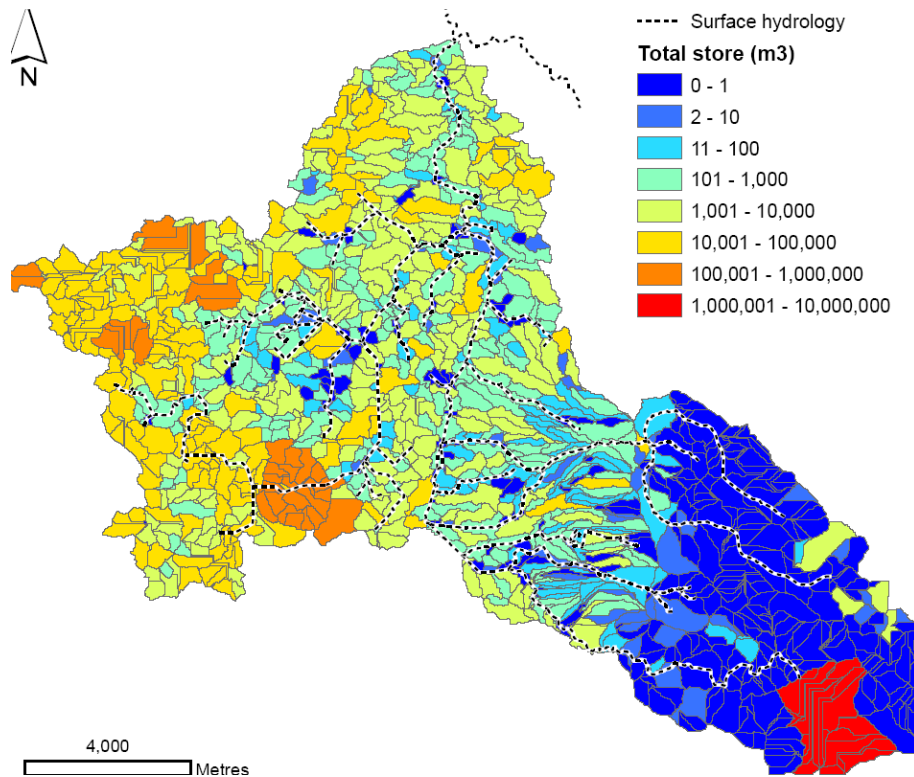 N
Surface hydrology
Total store (m3)
0 - 1
2 - 10
11 - 100
101 - 1,000
1,001 - 10,000
10,001 - 100,000
100,001 - 1,000,000
1,000,001 - 10,000,000
4,000
Metres